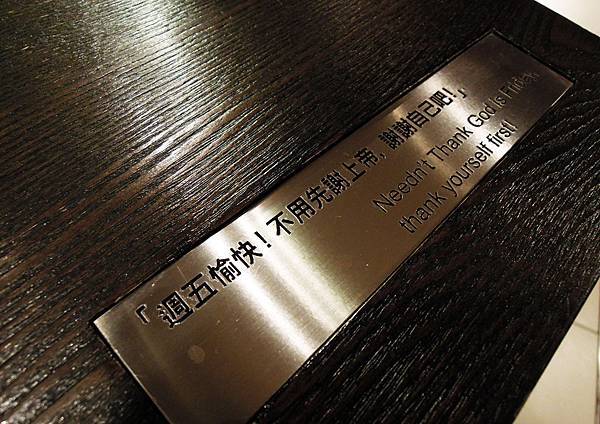 「週五愉快！不用先謝上帝，謝謝自己吧！」
Needn't Thank God Is Friday,
thank yourself first!